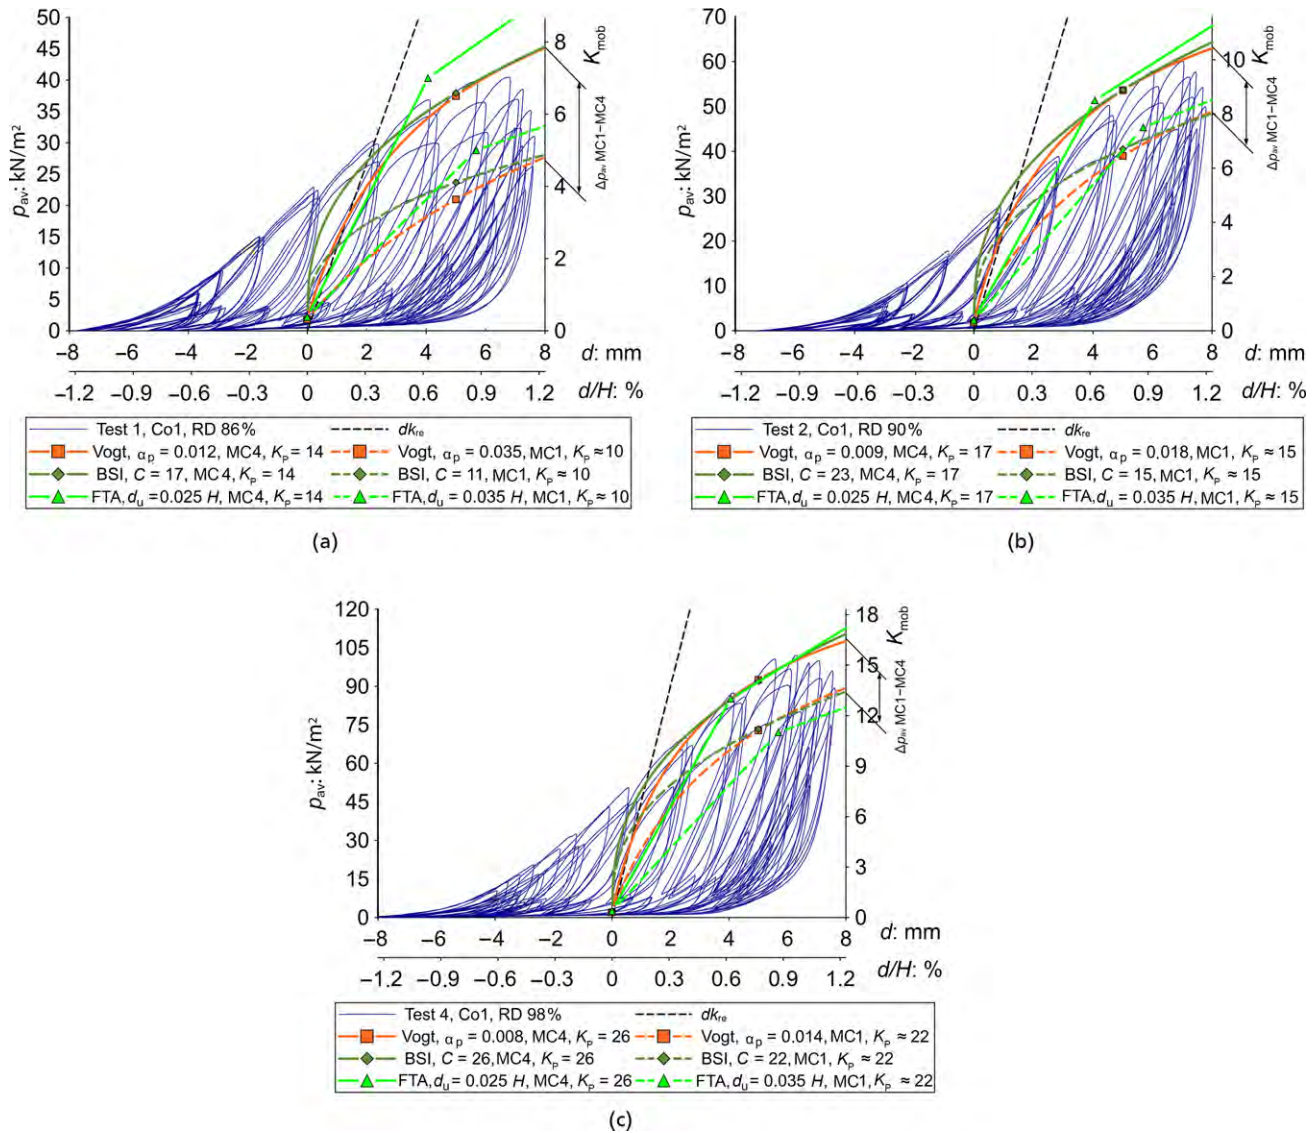 50
45
40
35
30
25
20
15
10
5
0
p_av: kN/m²
8
6
4
2
0
K_mob
Δp_av MC1−MC4
−8 −6 −4 −2 0 2 4 6 8
d: mm
−1.2 −0.9 −0.6 −0.3 0 0.3 0.6 0.9 1.2
d/H: %
Test 1, Co1, RD 86% dk_re
Vogt, α_p = 0.012, MC4, K_p = 14 Vogt, α_p = 0.035, MC1, K_p ≈ 10
BSI, C = 17, MC4, K_p = 14 BSI, C = 11, MC1, K_p ≈ 10
FTA, d_u = 0.025 H, MC4, K_p = 14 FTA, d_u = 0.035 H, MC1, K_p ≈ 10
(a)
70
60
50
40
30
20
10
0
p_av: kN/m²
10
8
6
4
2
0
K_mob
Δp_av MC1−MC4
−8 −6 −4 −2 0 2 4 6 8
d: mm
−1.2 −0.9 −0.6 −0.3 0 0.3 0.6 0.9 1.2
d/H: %
Test 2, Co1, RD 90% dk_re
Vogt, α_p = 0.009, MC4, K_p = 17 Vogt, α_p = 0.018, MC1, K_p ≈ 15
BSI, C = 23, MC4, K_p = 17 BSI, C = 15, MC1, K_p ≈ 15
FTA, d_u = 0.025 H, MC4, K_p = 17 FTA, d_u = 0.035 H, MC1, K_p ≈ 15
(b)
120
105
90
75
60
45
30
15
0
p_av: kN/m²
18
15
12
9
6
3
0
K_mob
Δp_av MC1−MC4
−8 −6 −4 −2 0 2 4 6 8
d: mm
−1.2 −0.9 −0.6 −0.3 0 0.3 0.6 0.9 1.2
d/H: %
Test 4, Co1, RD 98% dk_re
Vogt, α_p = 0.008, MC4, K_p = 26 Vogt, α_p = 0.014, MC1, K_p ≈ 22
BSI, C = 26, MC4, K_p = 26 BSI, C = 22, MC1, K_p ≈ 22
FTA, d_u = 0.025 H, MC4, K_p = 26 FTA, d_u = 0.035 H, MC1, K_p ≈ 22
(c)